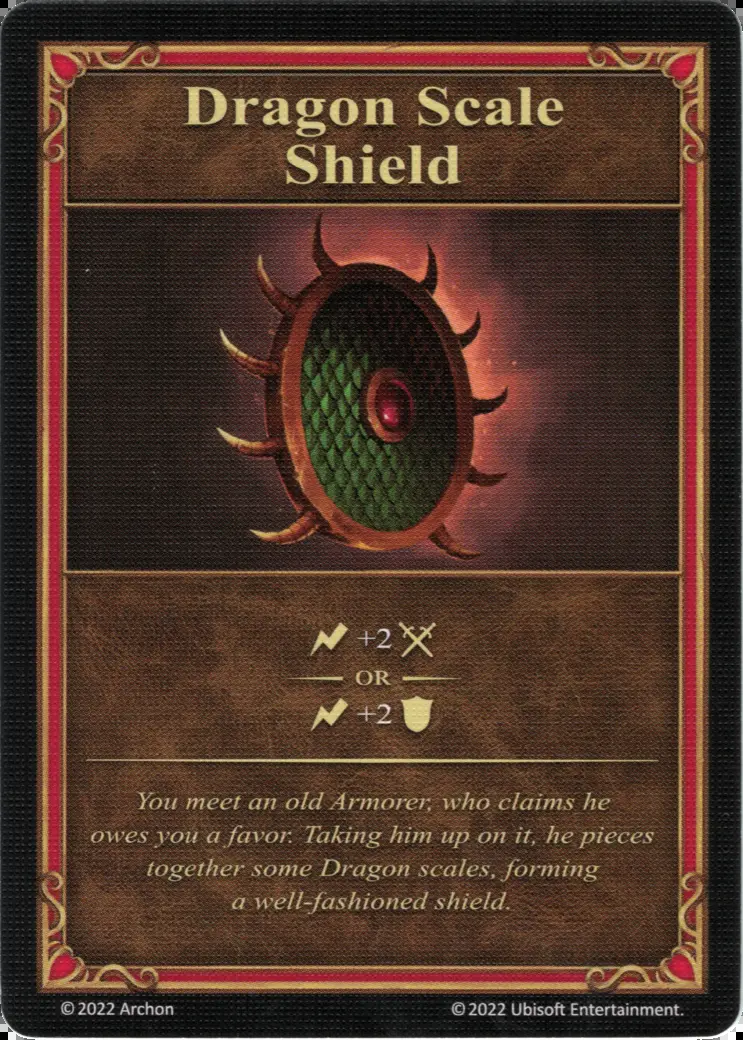 Dragon Scale
Shield
+2
OR
+2
You meet an old Armorer, who claims he
owes you a favor. Taking him up on it, he pieces
together some Dragon scales, forming
a well-fashioned shield.
© 2022 Archon
© 2022 Ubisoft Entertainment.